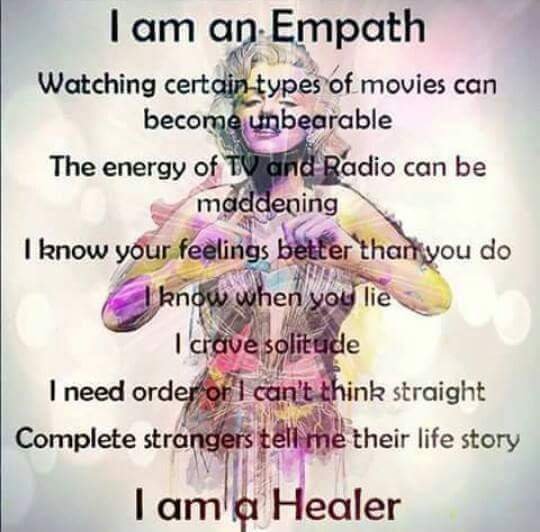 I am an Empath
Watching certain types of movies can
become unbearable
The energy of TV and Radio can be
maddening
I know your feelings better than you do
I know when you lie
I crave solitude
I need order or I can't think straight
Complete strangers tell me their life story
I am a Healer